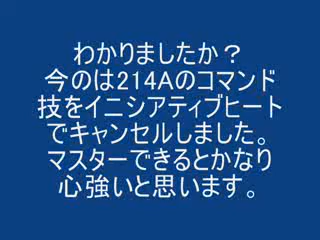 わかりましたか？
今のは214Aのコマンド
技をイニシアティブヒート
でキャンセルしました。
マスターできるとかなり
心強いと思います。